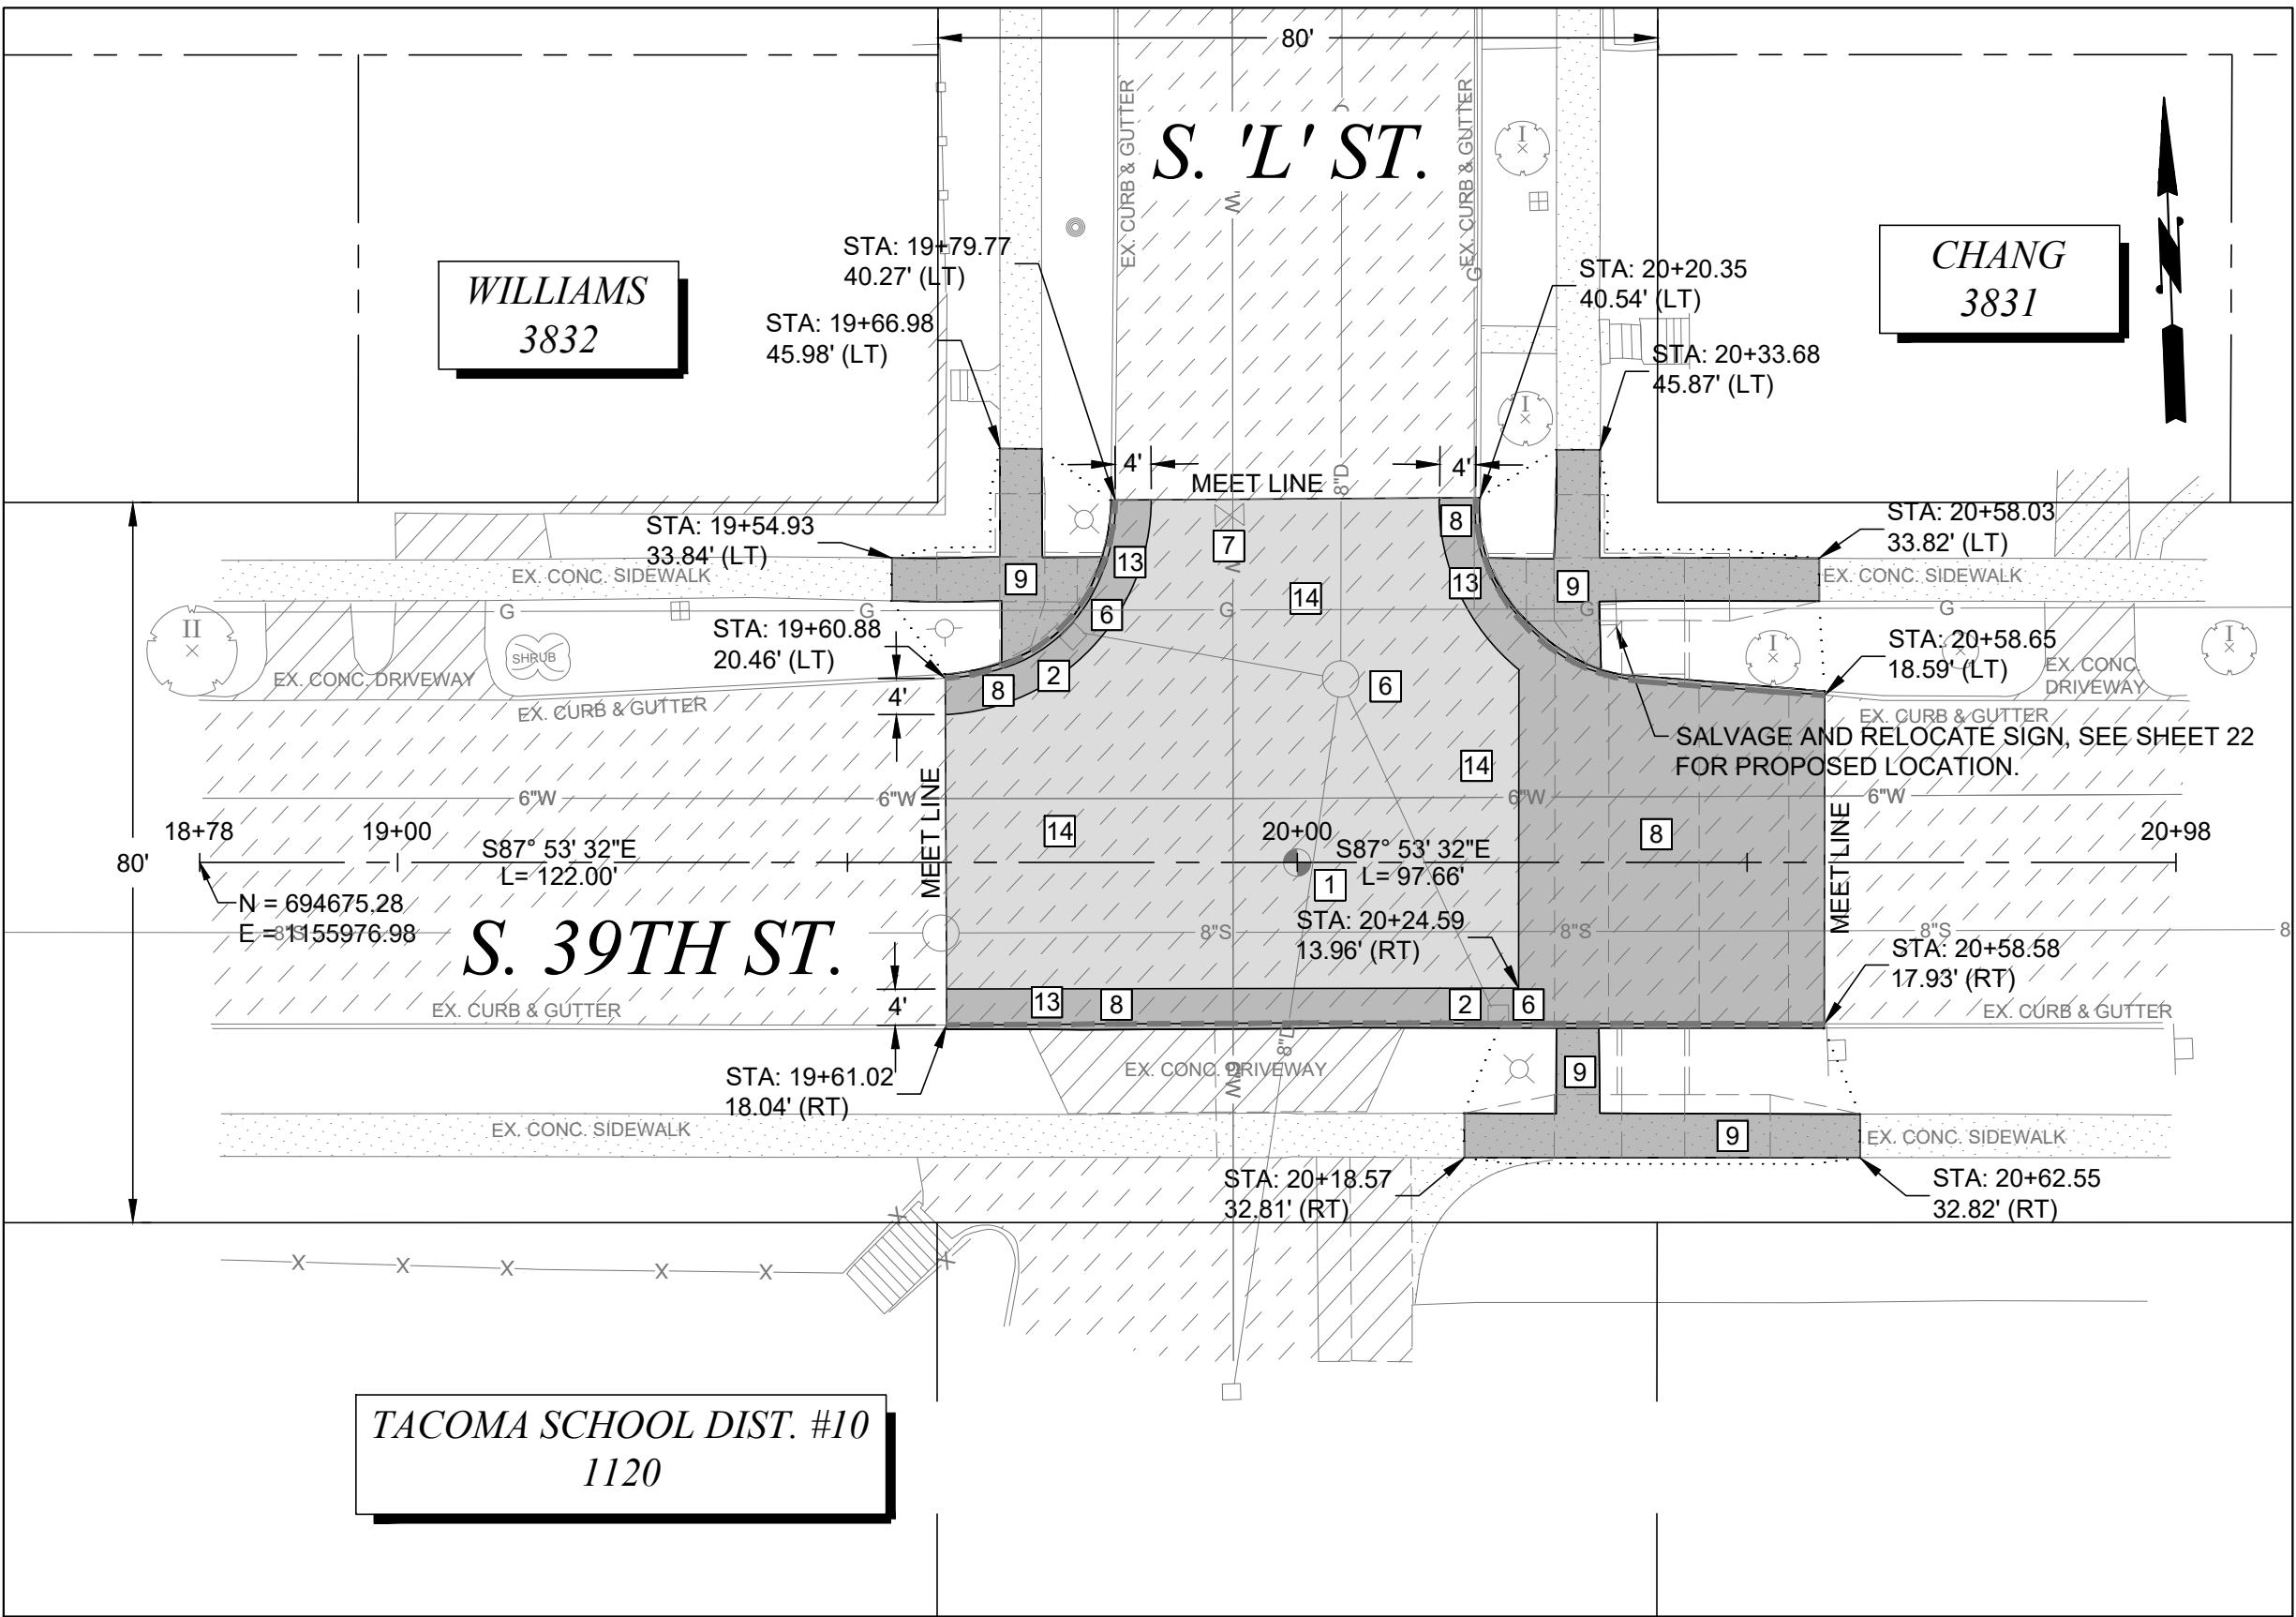 80'
S. 'L' ST.
EX. CURB & GUTTER
EX. CURB & GUTTER
W
G
I
WILLIAMS
3832
CHANG
3831
STA: 19+79.77
40.27' (LT)
STA: 19+66.98
45.98' (LT)
STA: 20+20.35
40.54' (LT)
STA: 20+33.68
45.87' (LT)
I
4'
4'
MEET LINE
8"D
STA: 19+54.93
33.84' (LT)
STA: 20+58.03
33.82' (LT)
8
7
13
13
W
9
9
14
6
EX. CONC. SIDEWALK
EX. CONC. SIDEWALK
G
G
G
G
G
II
SHRUB
I
I
STA: 19+60.88
20.46' (LT)
STA: 20+58.65
18.59' (LT)
EX. CONC. DRIVEWAY
EX. CONC.
DRIVEWAY
2
8
6
4'
EX. CURB & GUTTER
EX. CURB & GUTTER
SALVAGE AND RELOCATE SIGN, SEE SHEET 22
FOR PROPOSED LOCATION.
14
6"W
6"W
6"W
6"W
MEET LINE
MEET LINE
18+78
19+00
20+00
20+98
14
8
80'
S87° 53' 32"E
L= 122.00'
S87° 53' 32"E
L= 97.66'
1
N = 694675.28
E = 1155976.98
8"S
8"S
8"S
8"S
8
S. 39TH ST.
STA: 20+24.59
13.96' (RT)
STA: 20+58.58
17.93' (RT)
4'
13
8
2
6
EX. CURB & GUTTER
EX. CURB & GUTTER
8"D
EX. CONC. DRIVEWAY
W
STA: 19+61.02
18.04' (RT)
9
EX. CONC. SIDEWALK
9
EX. CONC. SIDEWALK
STA: 20+18.57
32.81' (RT)
STA: 20+62.55
32.82' (RT)
X
X
X
X
X
X
X
TACOMA SCHOOL DIST. #10
1120